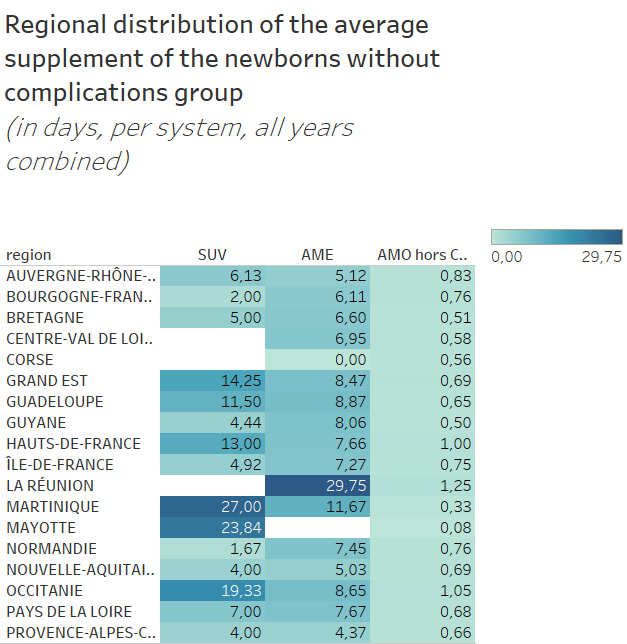 Regional distribution of the average
supplement of the newborns without
complications group
(in days, per system, all years
combined)
0,00 29,75
region SUV AME AMO hors C..
AUVERGNE-RHÔNE-.. 6,13 5,12 0,83
BOURGOGNE-FRAN.. 2,00 6,11 0,76
BRETAGNE 5,00 6,60 0,51
CENTRE-VAL DE LOI.. 6,95 0,58
CORSE 0,00 0,56
GRAND EST 14,25 8,47 0,69
GUADELOUPE 11,50 8,87 0,65
GUYANE 4,44 8,06 0,50
HAUTS-DE-FRANCE 13,00 7,66 1,00
ÎLE-DE-FRANCE 4,92 7,27 0,75
LA RÉUNION 29,75 1,25
MARTINIQUE 27,00 11,67 0,33
MAYOTTE 23,84 0,08
NORMANDIE 1,67 7,45 0,76
NOUVELLE-AQUITAI.. 4,00 5,03 0,69
OCCITANIE 19,33 8,65 1,05
PAYS DE LA LOIRE 7,00 7,67 0,68
PROVENCE-ALPES-C.. 4,00 4,37 0,66